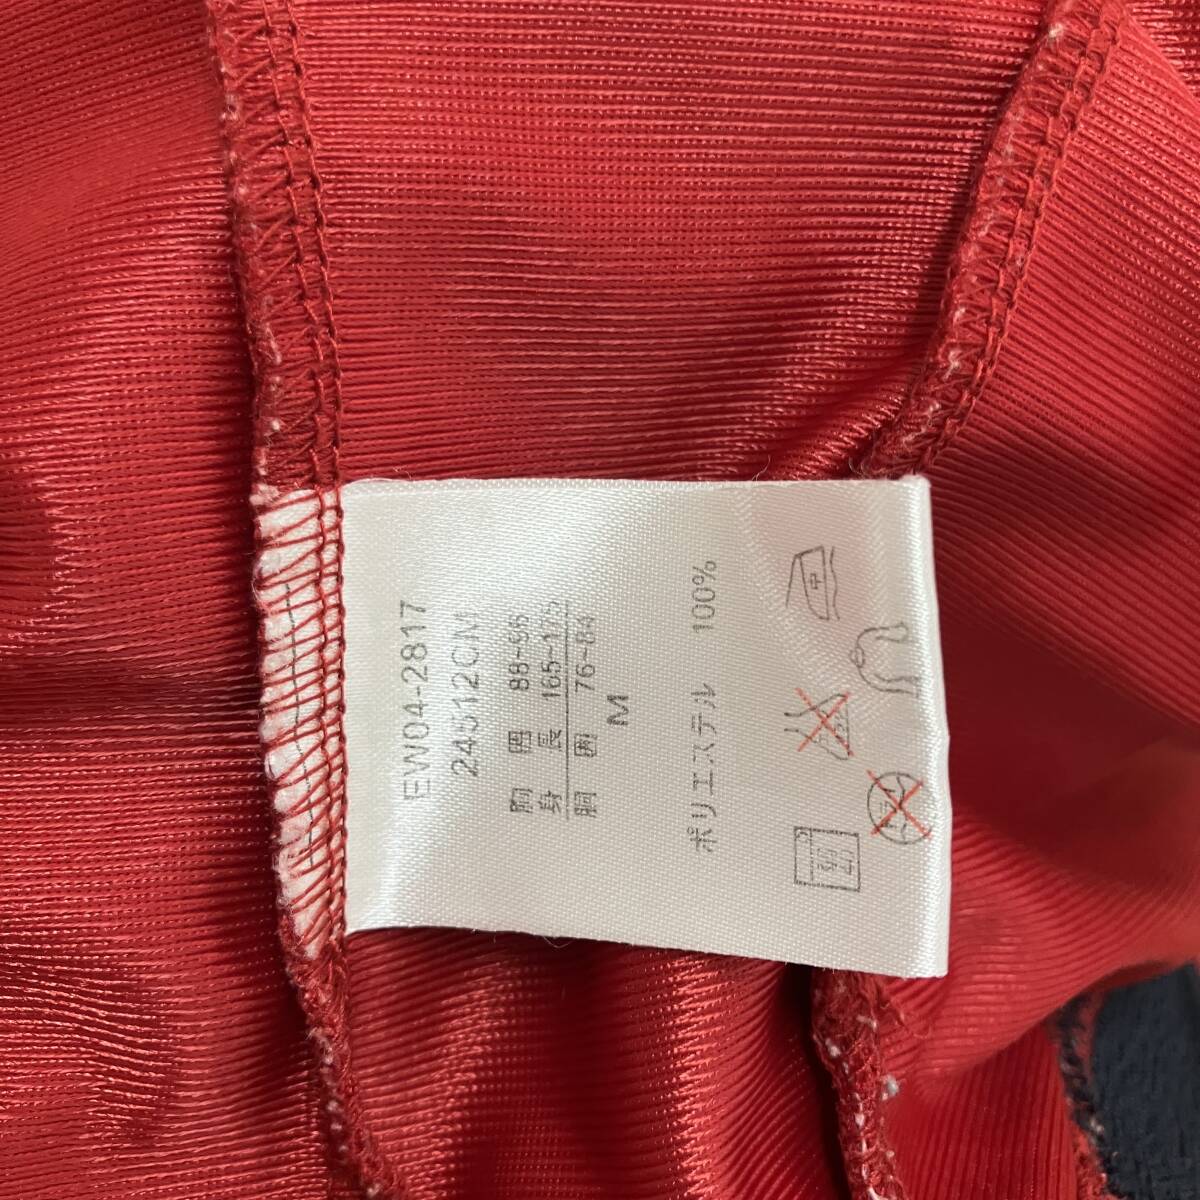 EW04-2817
24512CM
胸 囲 88-96
身 長 165-175
胴 囲 76-84
M
ポリエステル 100%
中